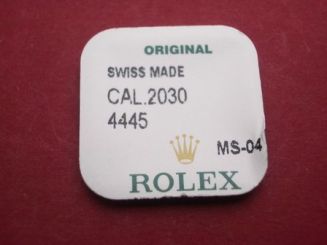 ORIGINAL
SWISS MADE
CAL.2030
4445
MS-04
ROLEX